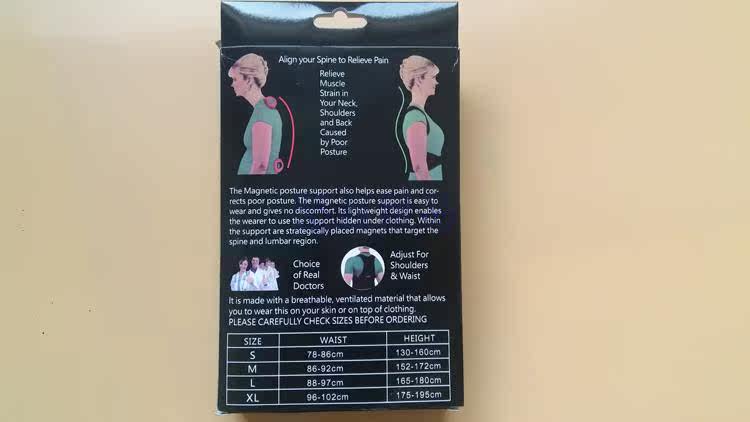 Align your Spine to Relieve Pain
Relieve
Muscle
Strain in
Your Neck,
Shoulders
and Back
Caused
by Poor
Posture
The Magnetic posture support also helps ease pain and cor-
rects poor posture. The magnetic posture support is easy to
wear and gives no discomfort. Its lightweight design enables
the wearer to use the support hidden under clothing. Within
the support are strategically placed magnets that target the
spine and lumbar region.
Choice
of Real
Doctors
Adjust For
Shoulders
& Waist
It is made with a breathable, ventilated material that allows
you to wear this on your skin or on top of clothing.
PLEASE CAREFULLY CHECK SIZES BEFORE ORDERING
SIZE WAIST HEIGHT
S 78-86cm 130-160cm
M 86-92cm 152-172cm
L 88-97cm 165-180cm
XL 96-102cm 175-195cm